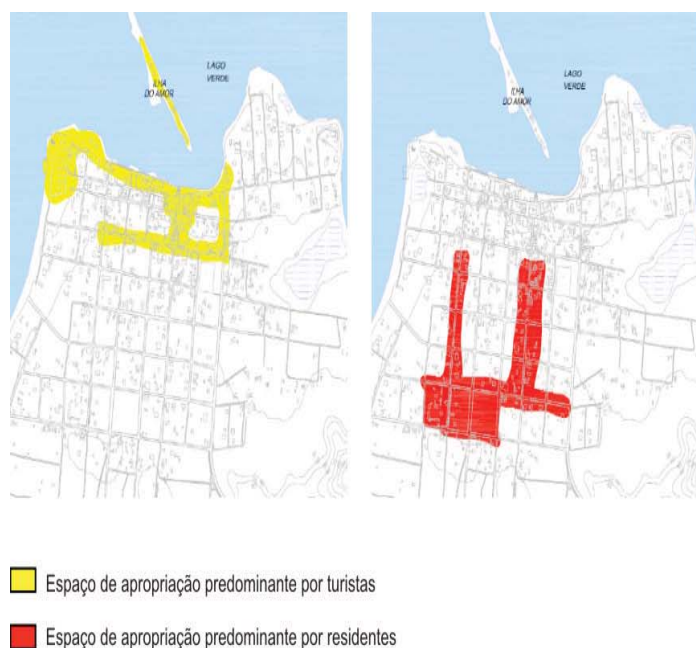 ILHA
DO AMOR
LAGO
VERDE
ILHA
DO AMOR
LAGO
VERDE
Espaço de apropriação predominante por turistas
Espaço de apropriação predominante por residentes